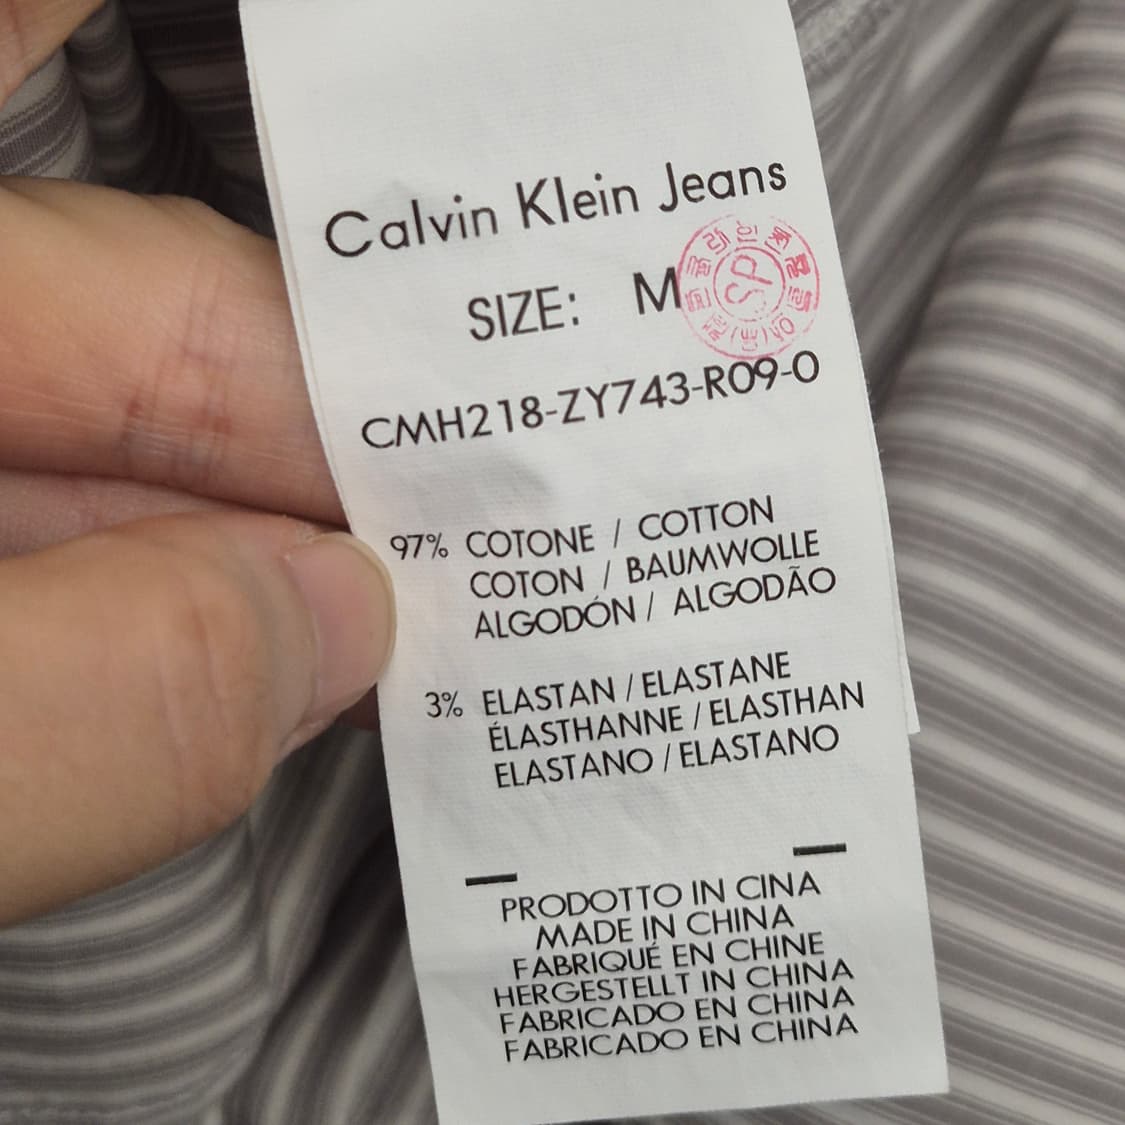 Calvin Klein Jeans
SIZE: M
SP
CMH218-ZY743-R09-0
97% COTONE / COTTON
COTON / BAUMWOLLE
ALGODÓN / ALGODÃO
3% ELASTAN / ELASTANE
ÉLASTHANNE / ELASTHAN
ELASTANO / ELASTANO
PRODOTTO IN CINA
MADE IN CHINA
FABRIQUÉ EN CHINE
HERGESTELLT IN CHINA
FABRICADO EN CHINA
FABRICADO EN CHINA